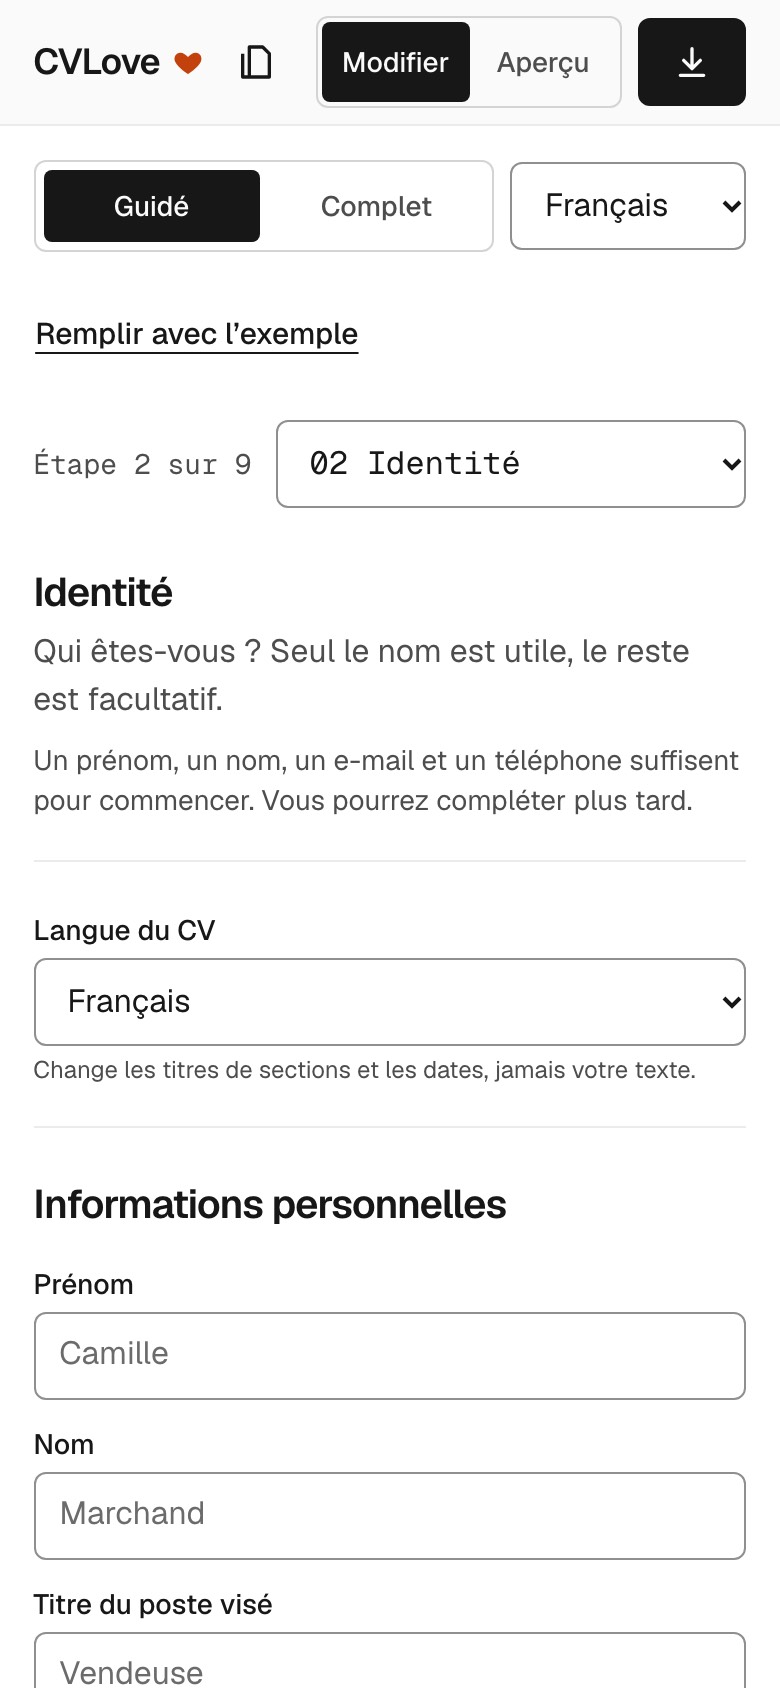 CVLove
Modifier
Aperçu
Guidé
Complet
Français
Remplir avec l’exemple
Étape 2 sur 9
02 Identité
Identité
Qui êtes-vous ? Seul le nom est utile, le reste
est facultatif.
Un prénom, un nom, un e-mail et un téléphone suffisent
pour commencer. Vous pourrez compléter plus tard.
Langue du CV
Français
Change les titres de sections et les dates, jamais votre texte.
Informations personnelles
Prénom
Camille
Nom
Marchand
Titre du poste visé
Vendeuse